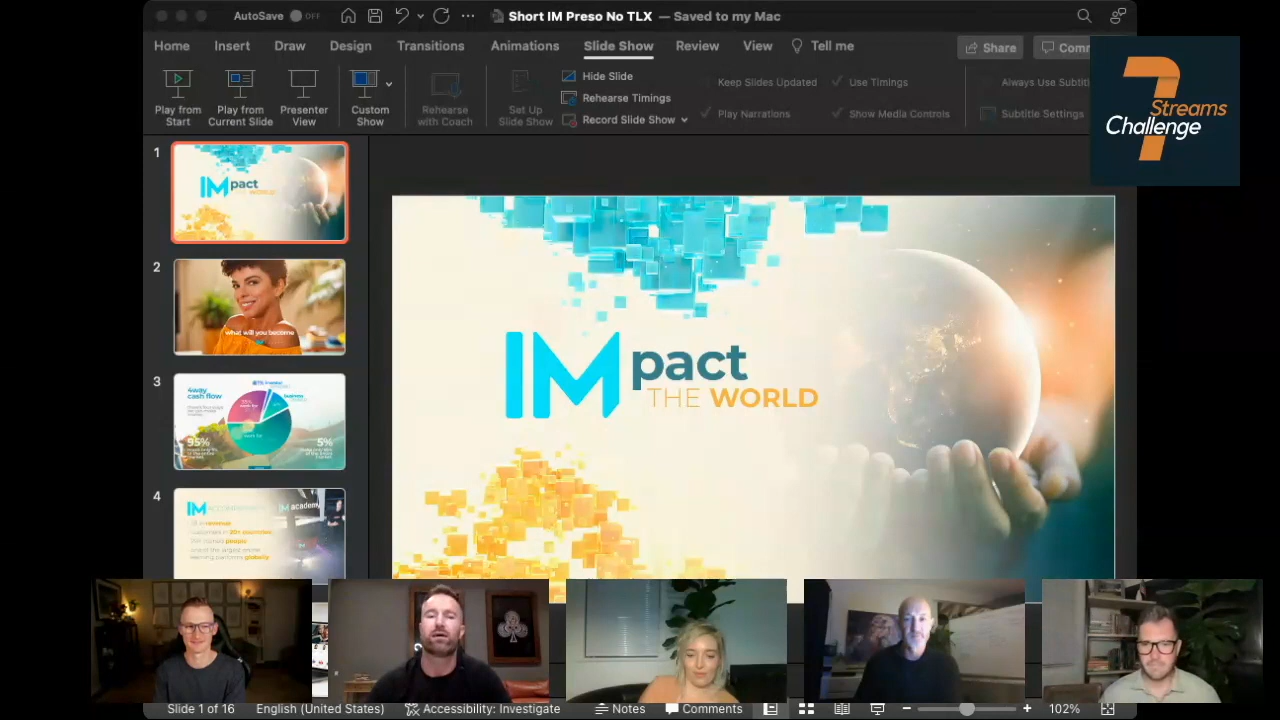 AutoSave OFF
Short IM Preso No TLX — Saved to my Mac
Home Insert Draw Design Transitions Animations Slide Show Review View Tell me
Share
Play from Start
Play from Current Slide
Presenter View
Custom Show
Rehearse with Coach
Set Up Slide Show
Hide Slide
Rehearse Timings
Record Slide Show
Keep Slides Updated
Use Timings
Play Narrations
Show Media Controls
Subtitle Settings
7 Streams
Challenge
1
IMpact
2
what will you become
3
4way
cash flow
95%
5%
4
IM
IM academy
IMpact
THE WORLD
Slide 1 of 16 English (United States) Accessibility: Investigate Notes Comments 102%